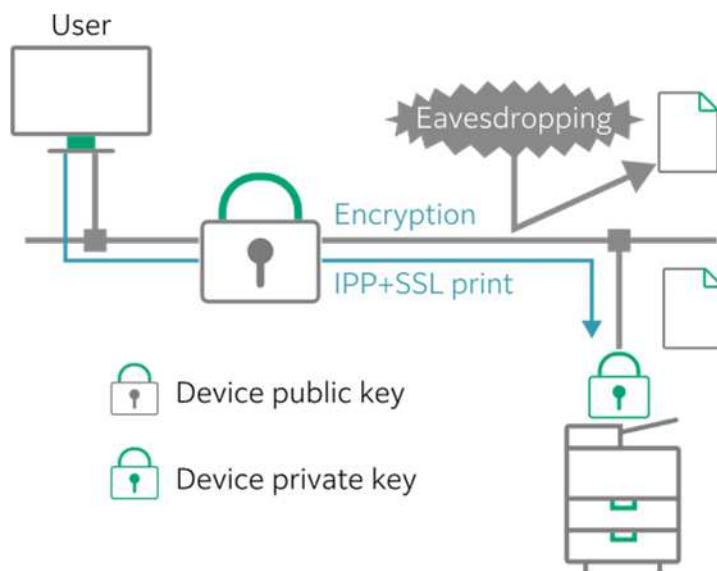 User
Eavesdropping
Encryption
IPP+SSL print
Device public key
Device private key